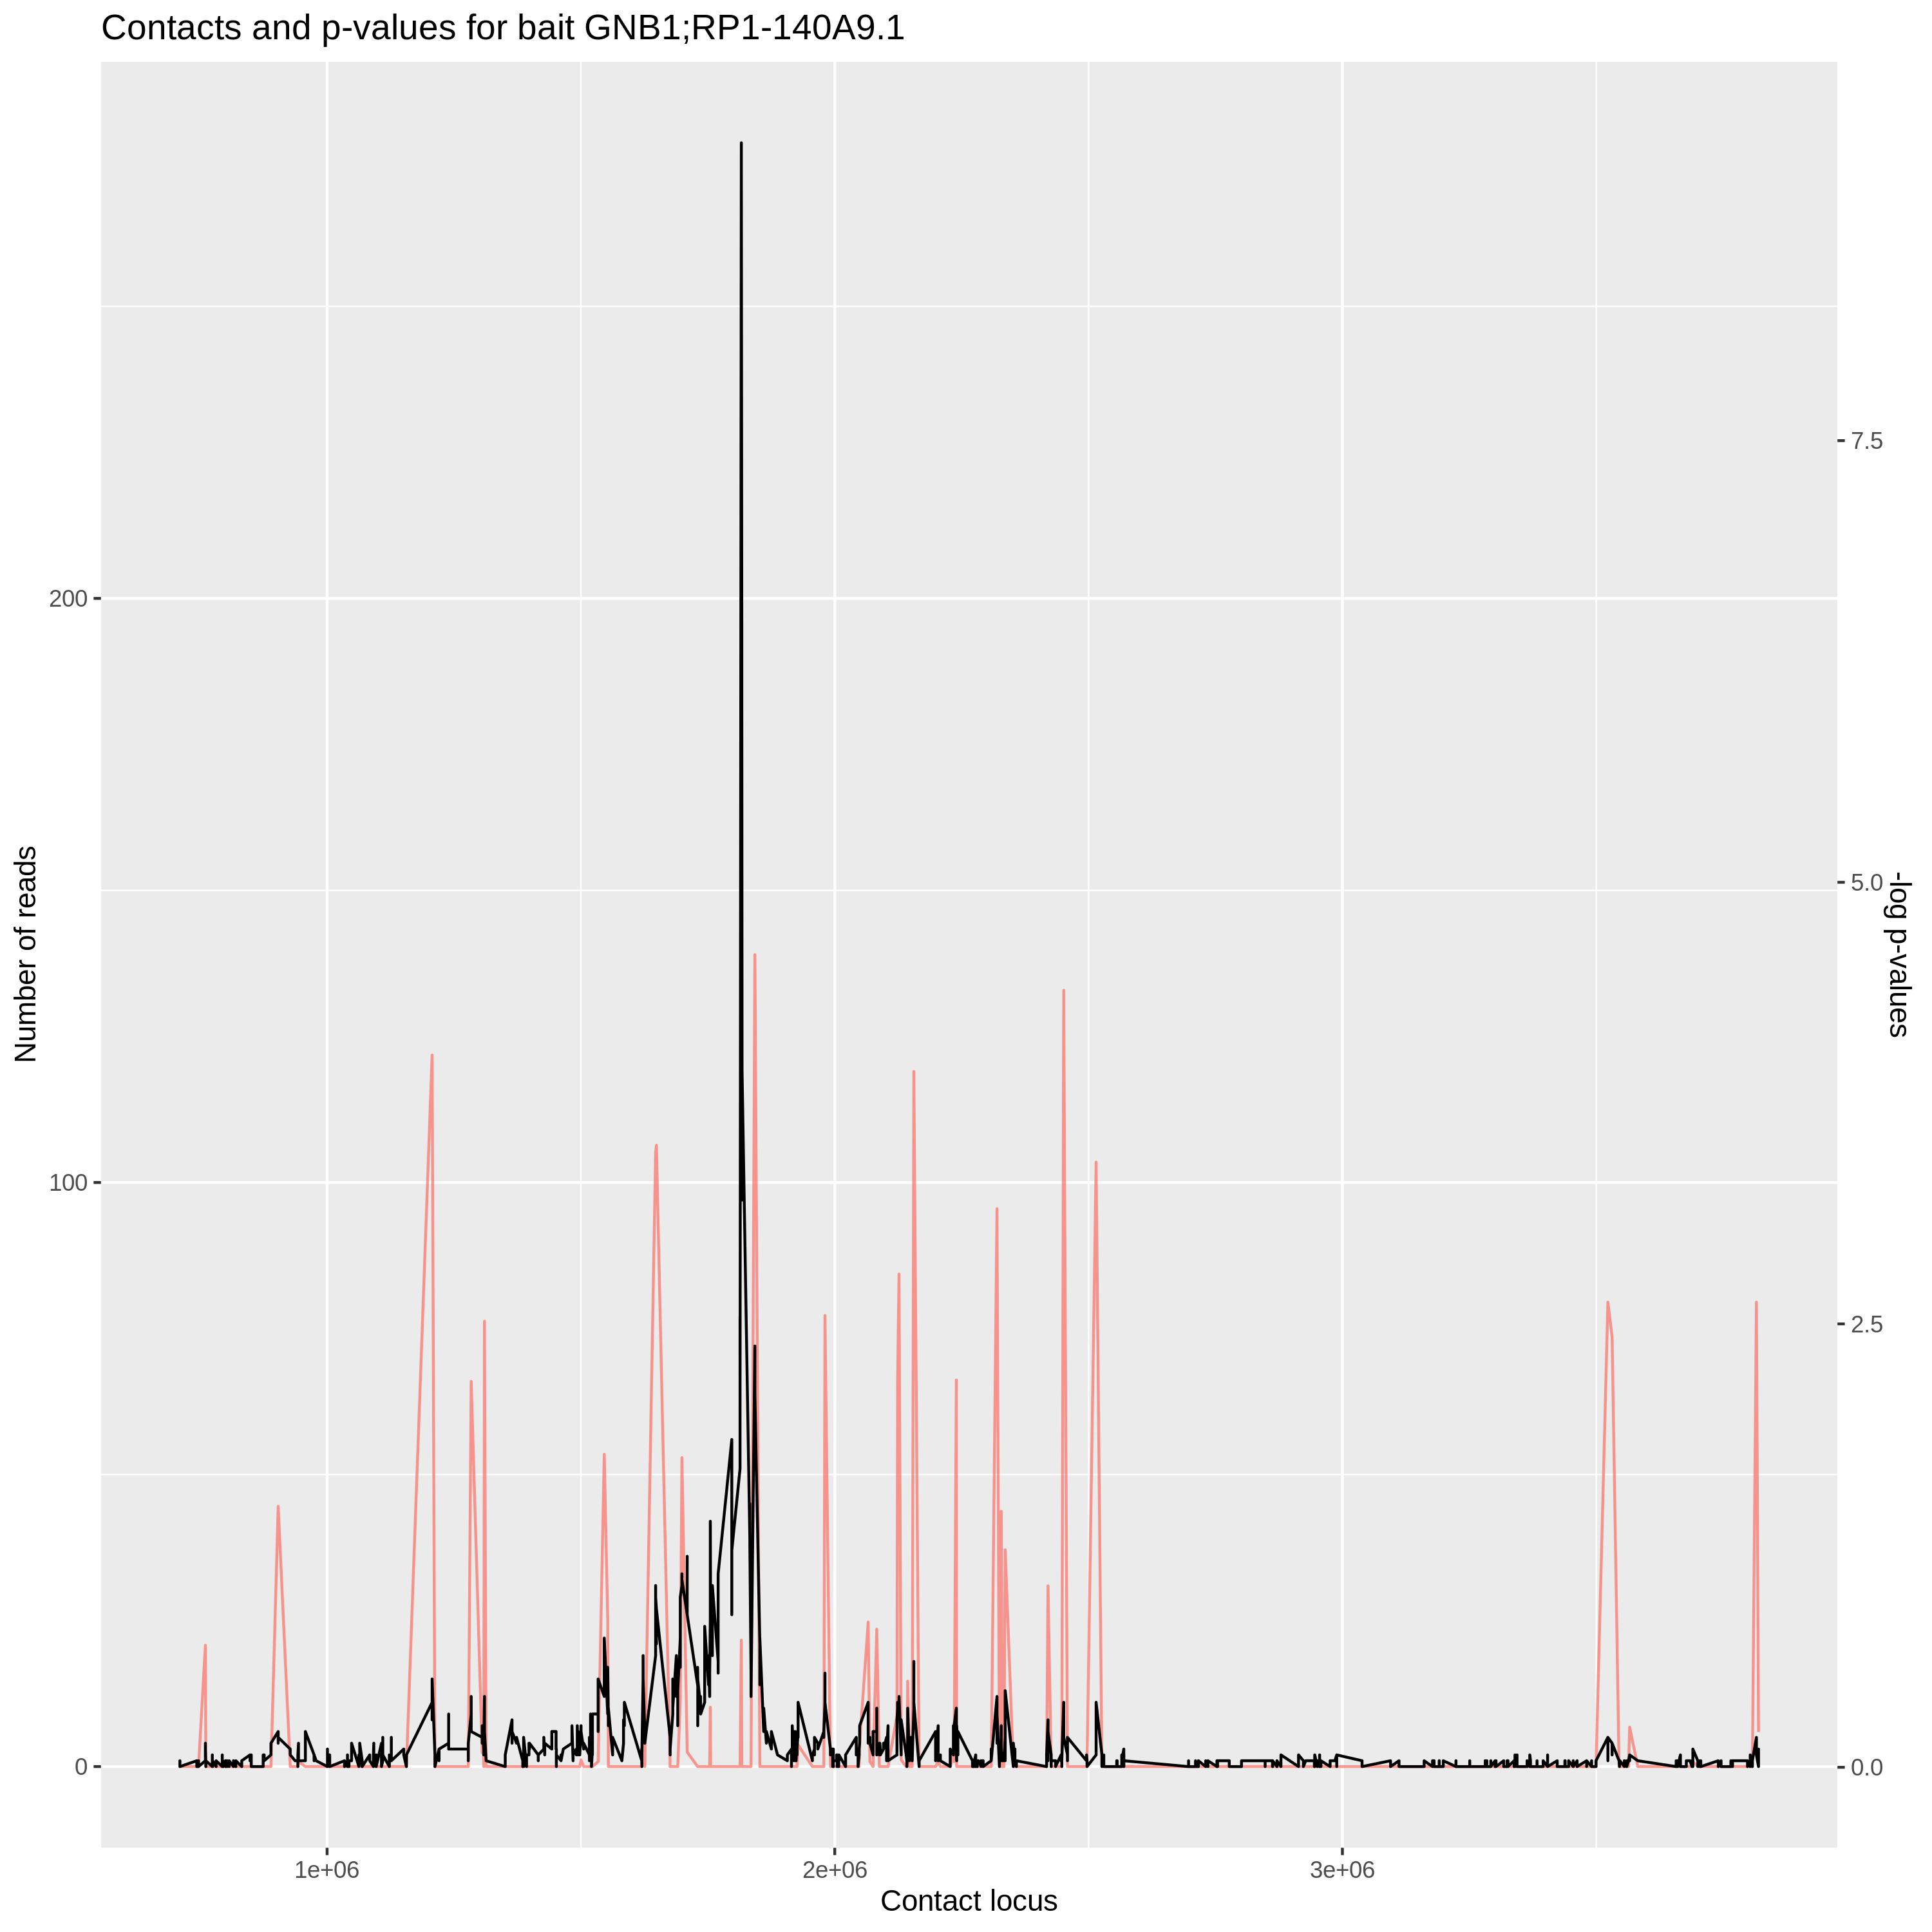 Contacts and p-values for bait GNB1;RP1-140A9.1
Number of reads
200
100
0
7.5
5.0
2.5
0.0
-log p-values
1e+06
2e+06
3e+06
Contact locus